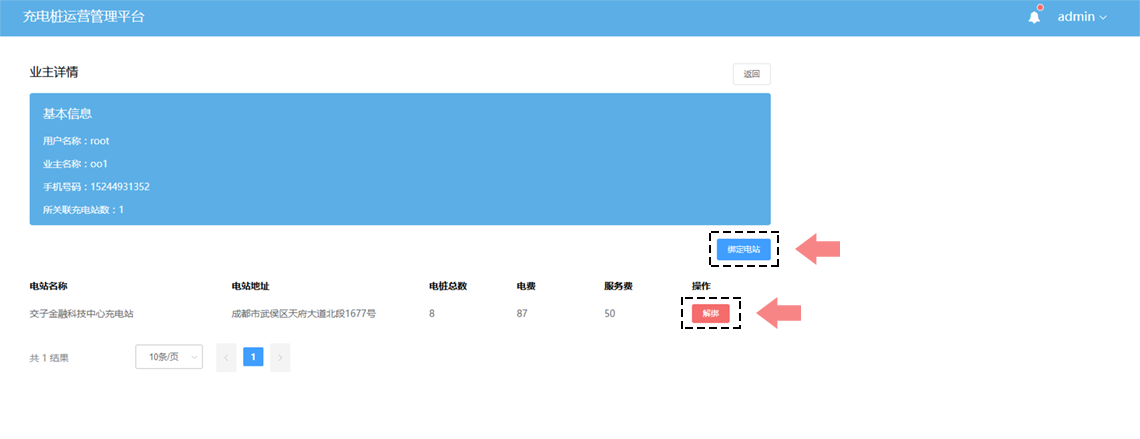 充电桩运营管理平台 admin
业主详情 返回
基本信息
用户名称：root
业主名称：oo1
手机号码：15244931352
所关联充电站数：1
绑定电站
电站名称 电站地址 电桩总数 电费 服务费 操作
交子金融科技中心充电站 成都市武侯区天府大道北段1677号 8 87 50 解绑
共 1 结果 10条/页 1